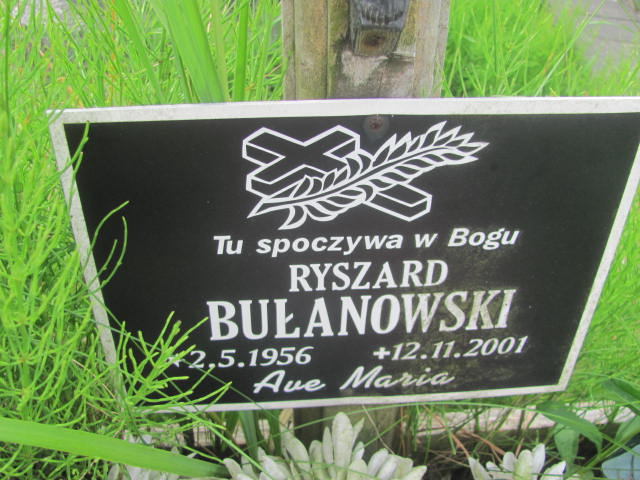 Tu spoczywa w Bogu
RYSZARD
BUŁANOWSKI
*2.5.1956 +12.11.2001
Ave Maria